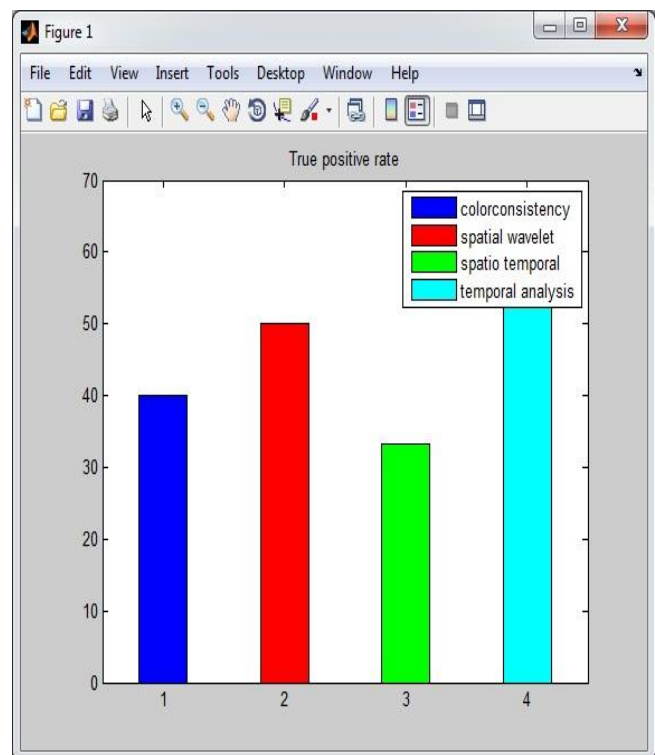 Figure 1
File Edit View Insert Tools Desktop Window Help
True positive rate
70
60
50
40
30
20
10
0
colorconsistency
spatial wavelet
spatio temporal
temporal analysis
1 2 3 4